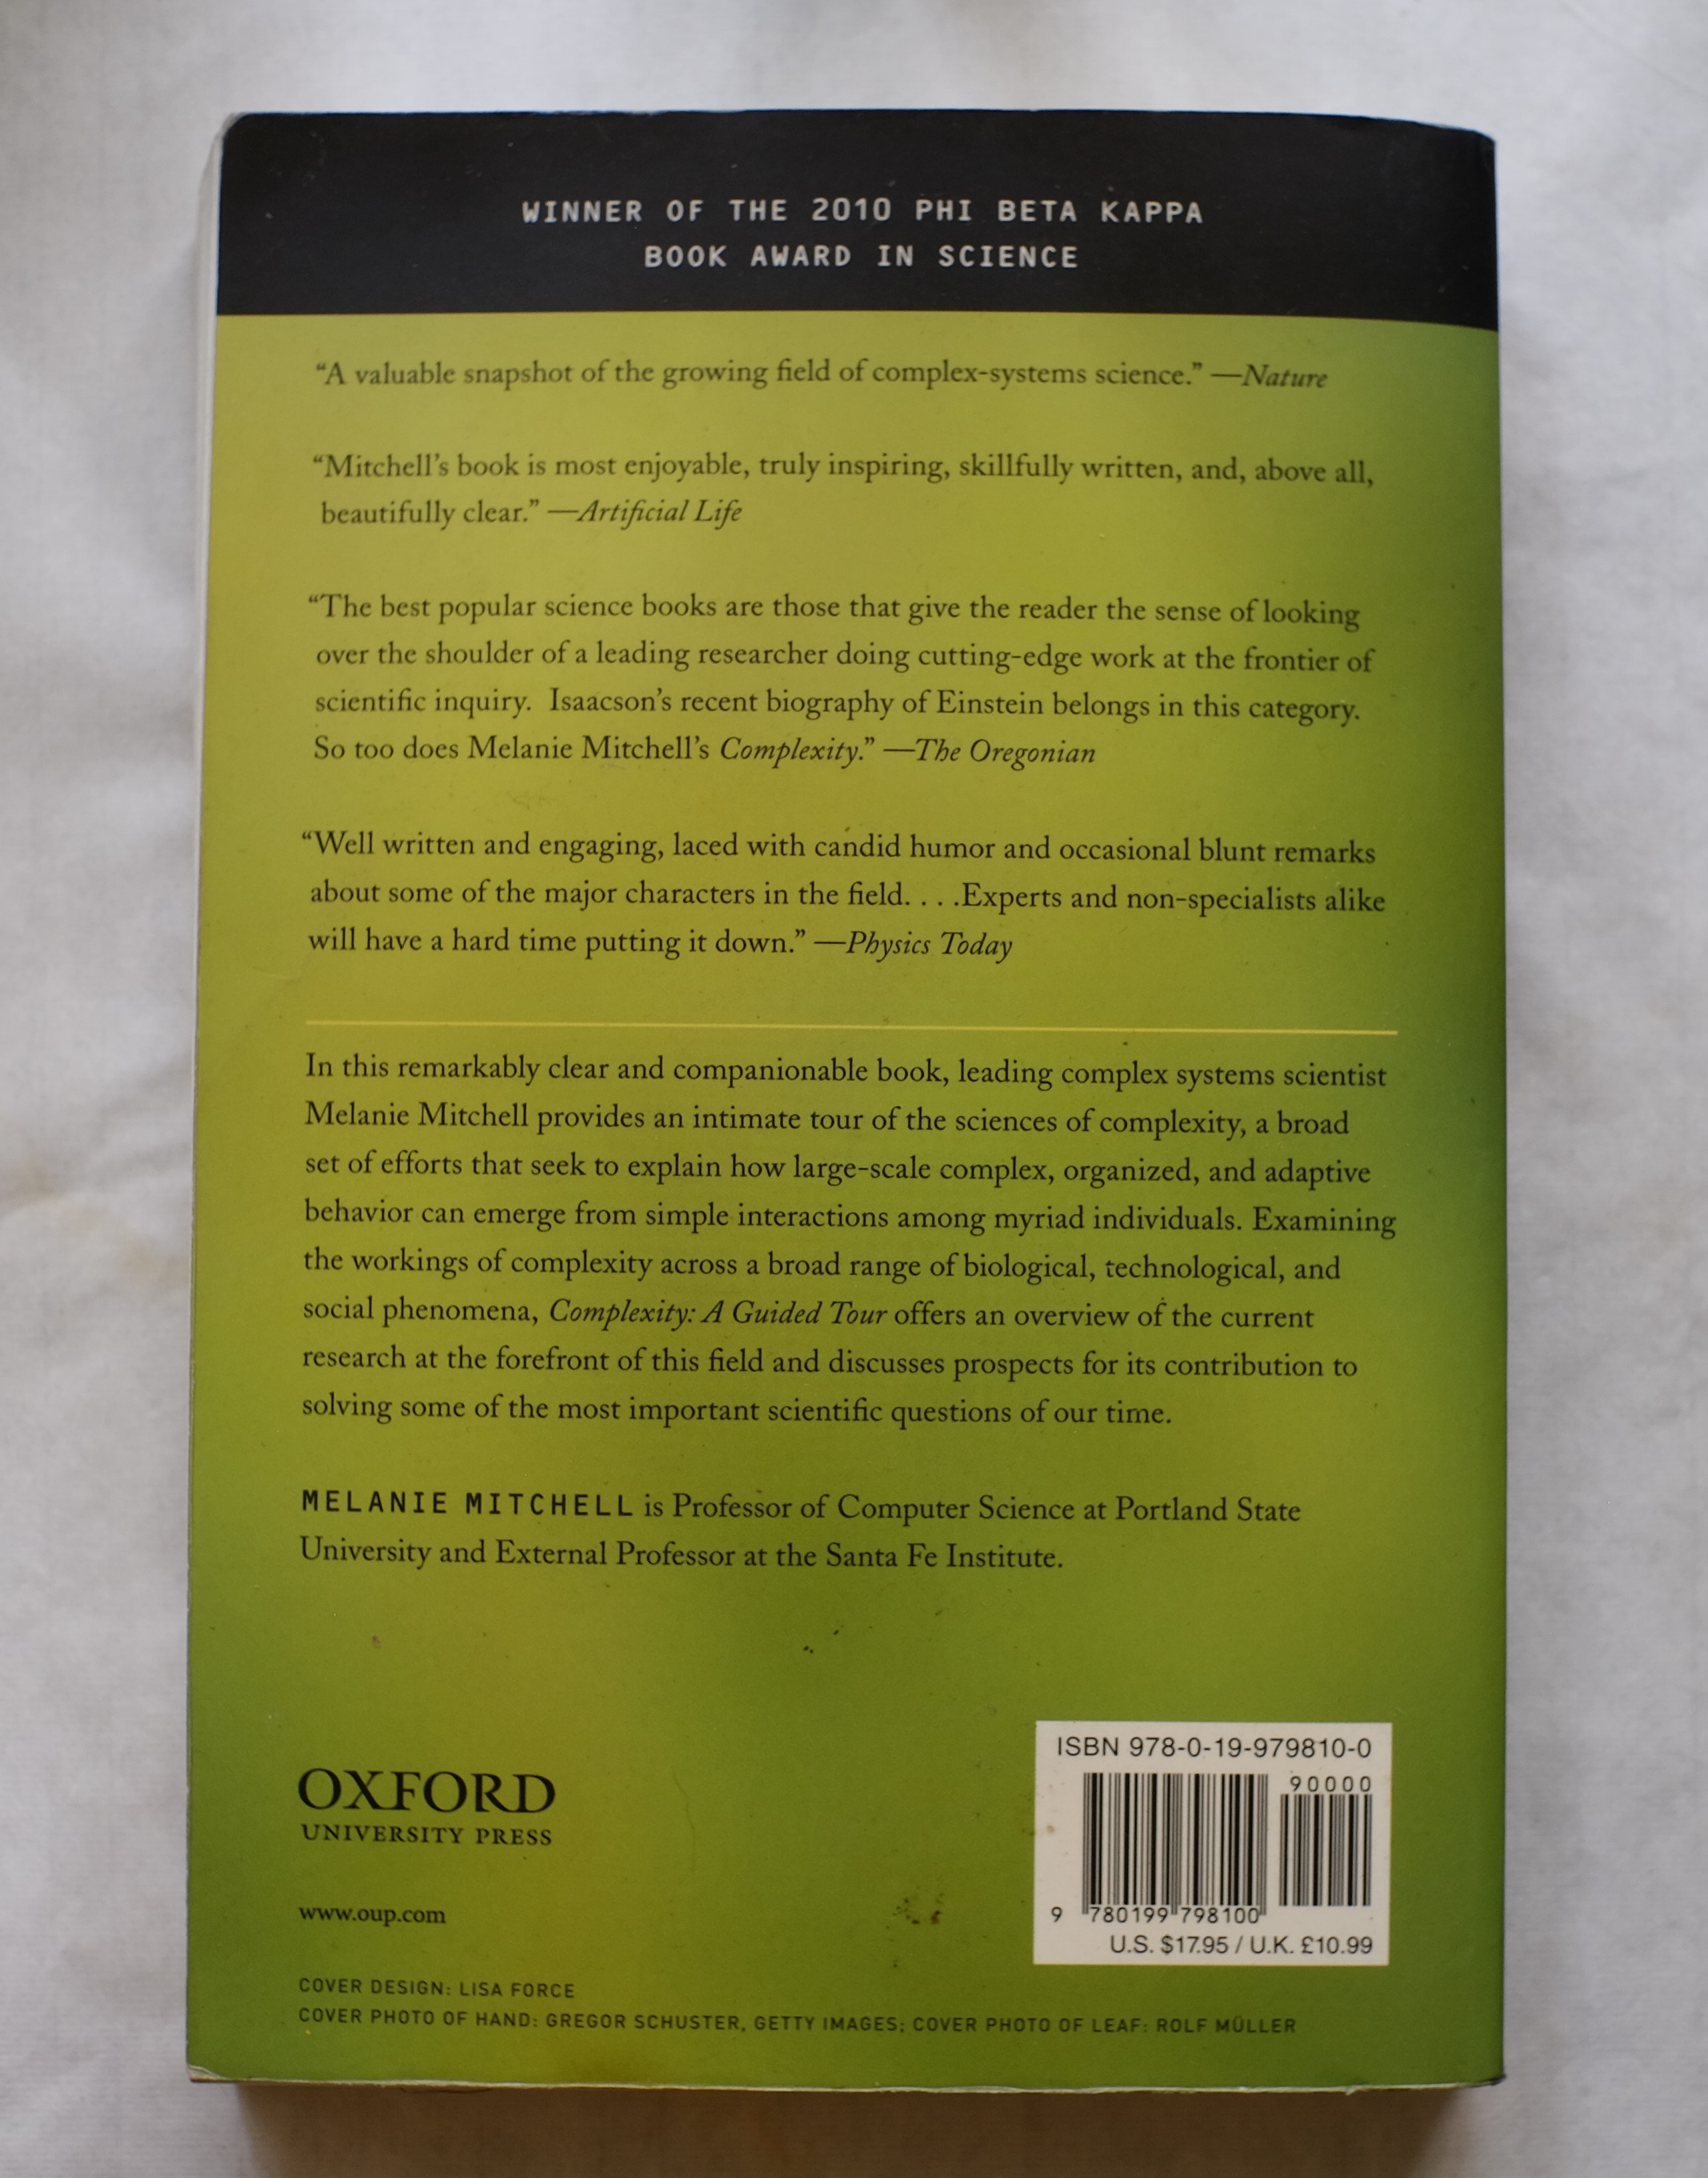 WINNER OF THE 2010 PHI BETA KAPPA
BOOK AWARD IN SCIENCE
“A valuable snapshot of the growing field of complex-systems science.” —Nature
“Mitchell’s book is most enjoyable, truly inspiring, skillfully written, and, above all,
beautifully clear.” —Artificial Life
“The best popular science books are those that give the reader the sense of looking
over the shoulder of a leading researcher doing cutting-edge work at the frontier of
scientific inquiry. Isaacson’s recent biography of Einstein belongs in this category.
So too does Melanie Mitchell’s Complexity.” —The Oregonian
“Well written and engaging, laced with candid humor and occasional blunt remarks
about some of the major characters in the field. . . .Experts and non-specialists alike
will have a hard time putting it down.” —Physics Today
In this remarkably clear and companionable book, leading complex systems scientist
Melanie Mitchell provides an intimate tour of the sciences of complexity, a broad
set of efforts that seek to explain how large-scale complex, organized, and adaptive
behavior can emerge from simple interactions among myriad individuals. Examining
the workings of complexity across a broad range of biological, technological, and
social phenomena, Complexity: A Guided Tour offers an overview of the current
research at the forefront of this field and discusses prospects for its contribution to
solving some of the most important scientific questions of our time.
MELANIE MITCHELL is Professor of Computer Science at Portland State
University and External Professor at the Santa Fe Institute.
OXFORD
UNIVERSITY PRESS
www.oup.com
ISBN 978-0-19-979810-0
90000
9 780199 798100
U.S. $17.95 / U.K. £10.99
COVER DESIGN: LISA FORCE
COVER PHOTO OF HAND: GREGOR SCHUSTER, GETTY IMAGES; COVER PHOTO OF LEAF: ROLF MÜLLER